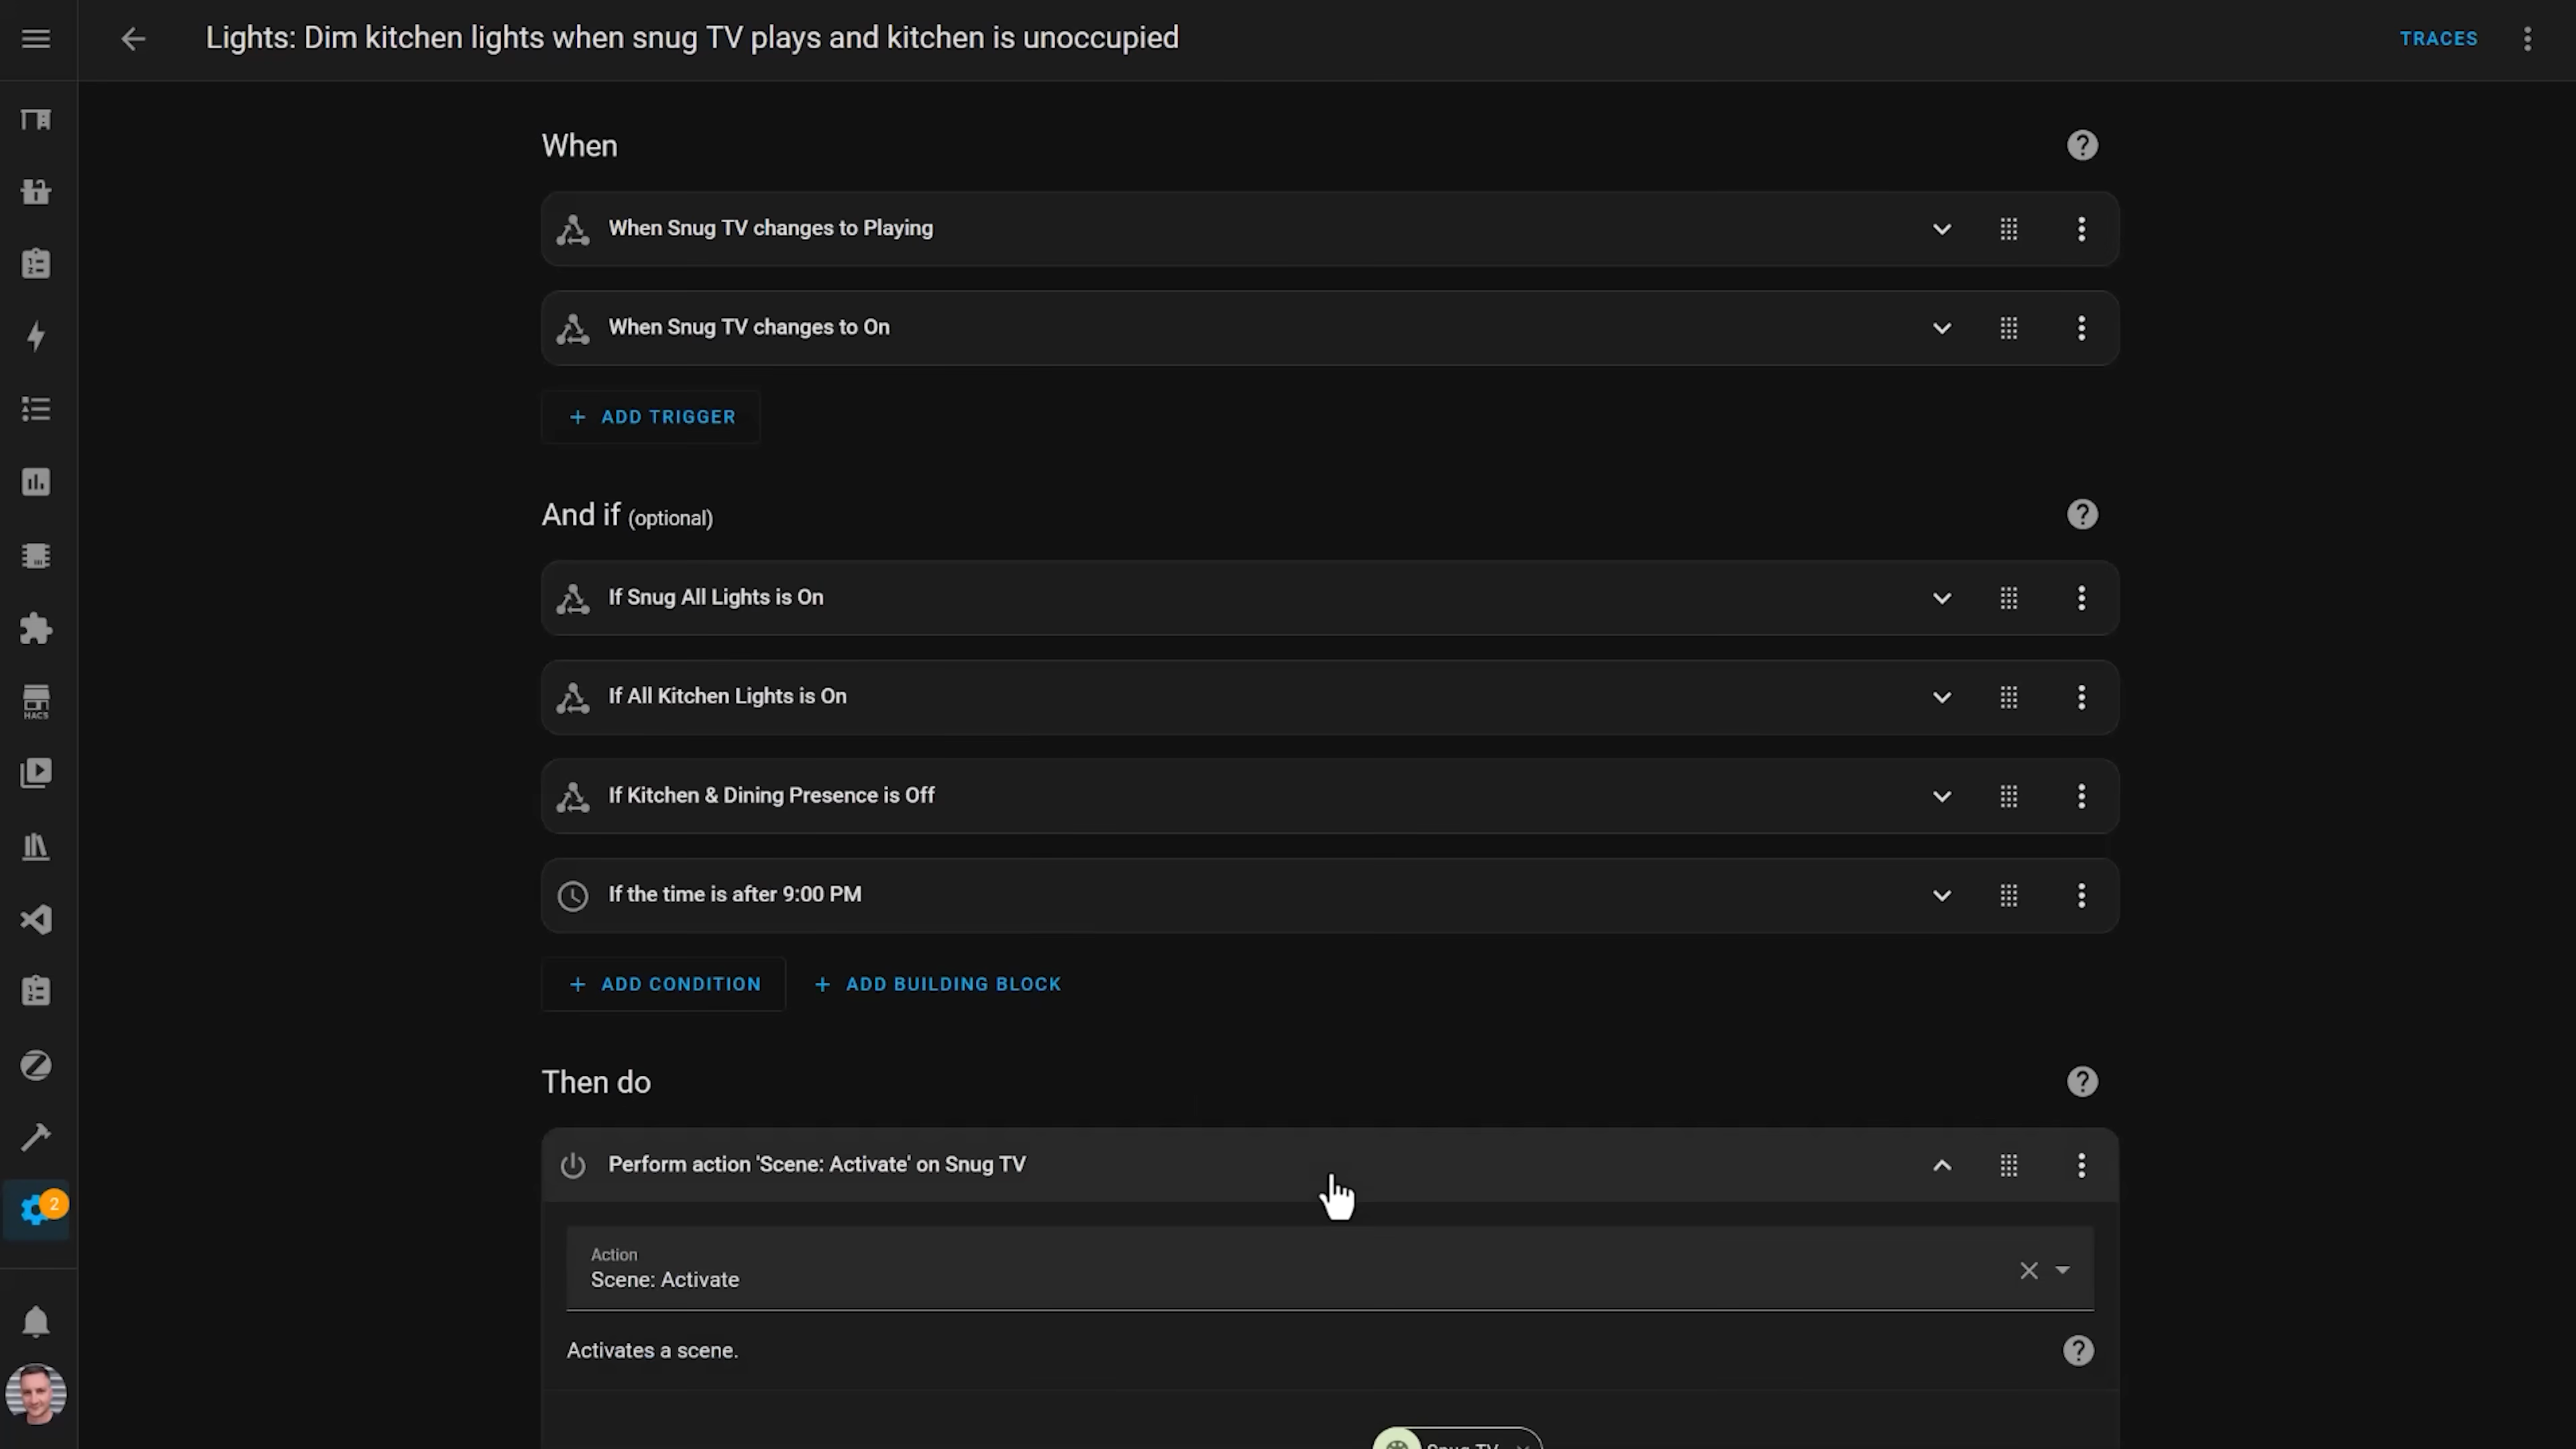 Lights: Dim kitchen lights when snug TV plays and kitchen is unoccupied
TRACES
When
When Snug TV changes to Playing
When Snug TV changes to On
+ ADD TRIGGER
And if (optional)
If Snug All Lights is On
If All Kitchen Lights is On
If Kitchen & Dining Presence is Off
If the time is after 9:00 PM
+ ADD CONDITION + ADD BUILDING BLOCK
HACS
Then do
Perform action 'Scene: Activate' on Snug TV
2
Action
Scene: Activate
Activates a scene.
Snug TV